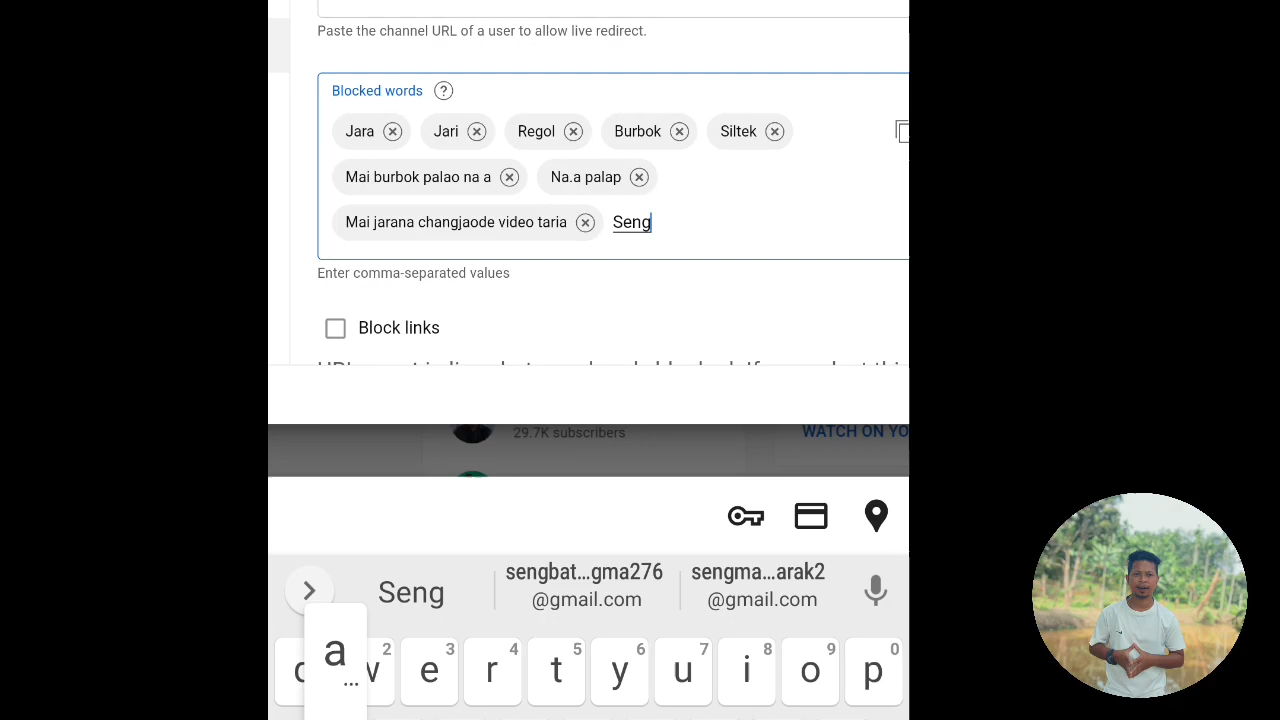 Paste the channel URL of a user to allow live redirect.
Blocked words ?
Jara Jari Regol Burbok Siltek
Mai burbok palao na a Na.a palap
Mai jarana changjaode video taria Seng
Enter comma-separated values
Block links
29.7K subscribers WATCH ON YO
Seng sengbat...gma276 sengma...arak2
@gmail.com @gmail.com
a
...
2 3 4 5 6 7 8 9 0
w e r t y u i o p